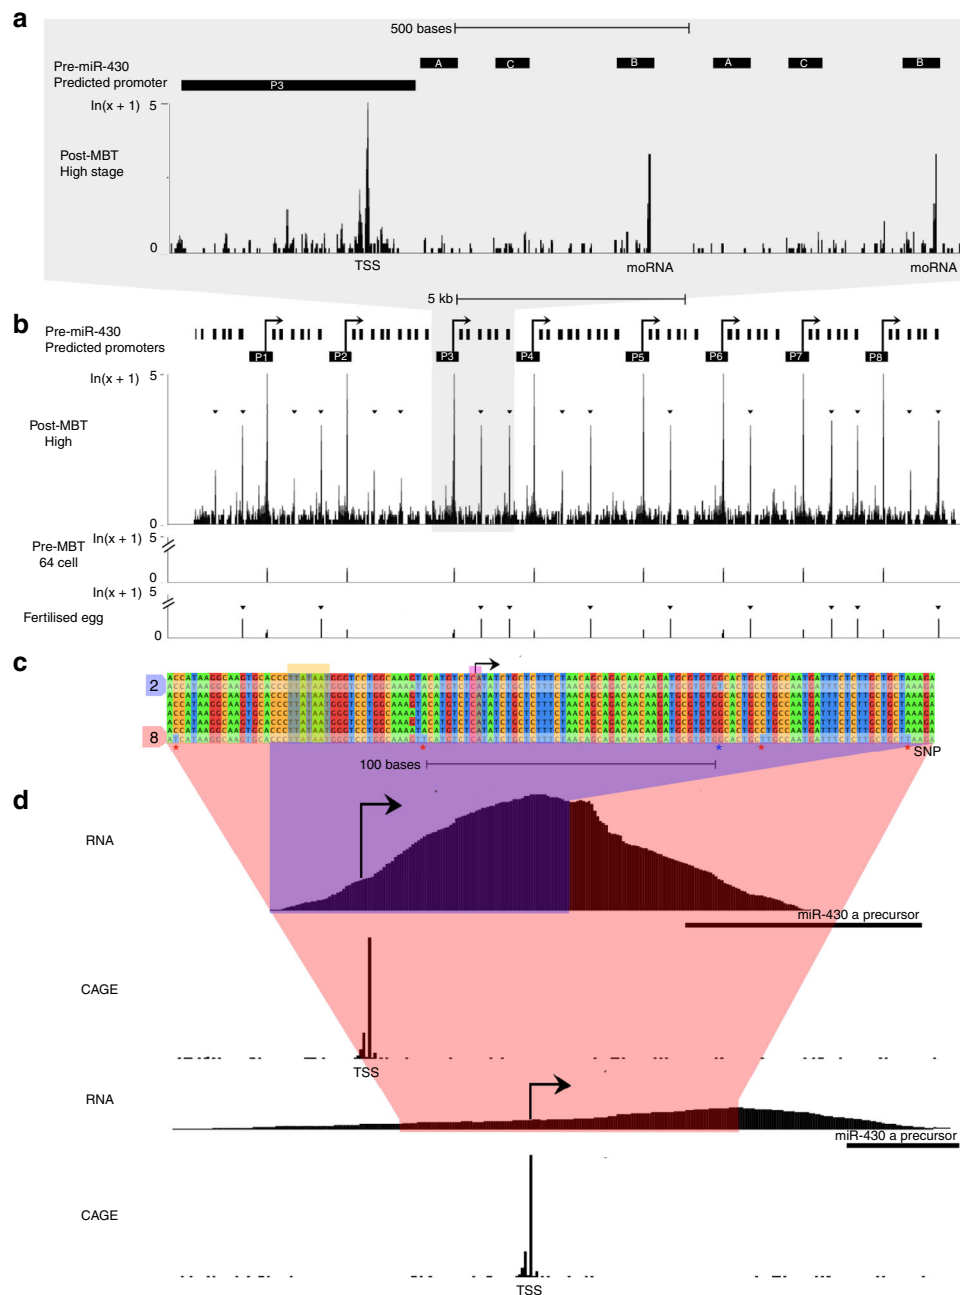 a
500 bases
Pre-miR-430
A C B A C B
Predicted promoter
P3
ln(x + 1) 5
Post-MBT
High stage
0
TSS moRNA moRNA
5 kb
b
Pre-miR-430
Predicted promoters
P1 P2 P3 P4 P5 P6 P7 P8
ln(x + 1) 5
Post-MBT
High
0
ln(x + 1) 5
Pre-MBT
64 cell
0
ln(x + 1) 5
Fertilised egg
0
c
2
ACCATAAGGCAAGTGCACCCTTATAATGGGTCCTGGCAAAGTACATGTCTCATATCTGCTCTTTCTAACAGCAGACAACAAGATGCGTGTGGCACTGCCTGCCAATGATTTCTCTTGCTGCTAAAGA
8
* * * * * SNP
100 bases
d
RNA
miR-430 a precursor
CAGE
TSS
RNA
miR-430 a precursor
CAGE
TSS